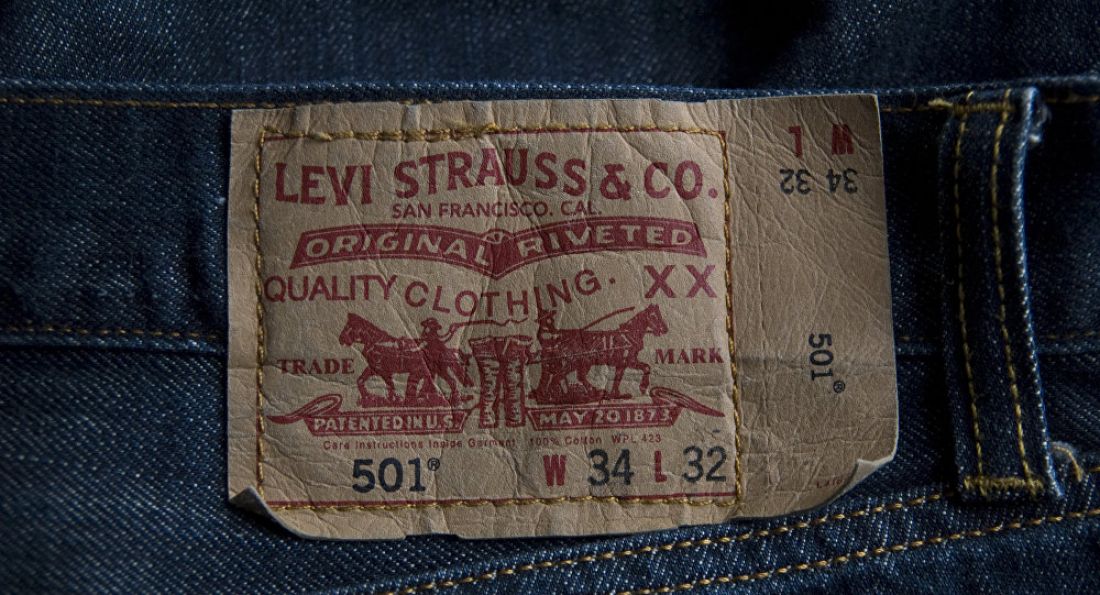 LEVI STRAUSS & CO.
SAN FRANCISCO. CAL.
ORIGINAL RIVETED
QUALITY CLOTHING. XX
TRADE MARK
PATENTED IN U.S. MAY 20 1873
Care Instructions Inside Garment 100% Cotton WPL 423
501® W 34 L 32
W L
34 32
501®